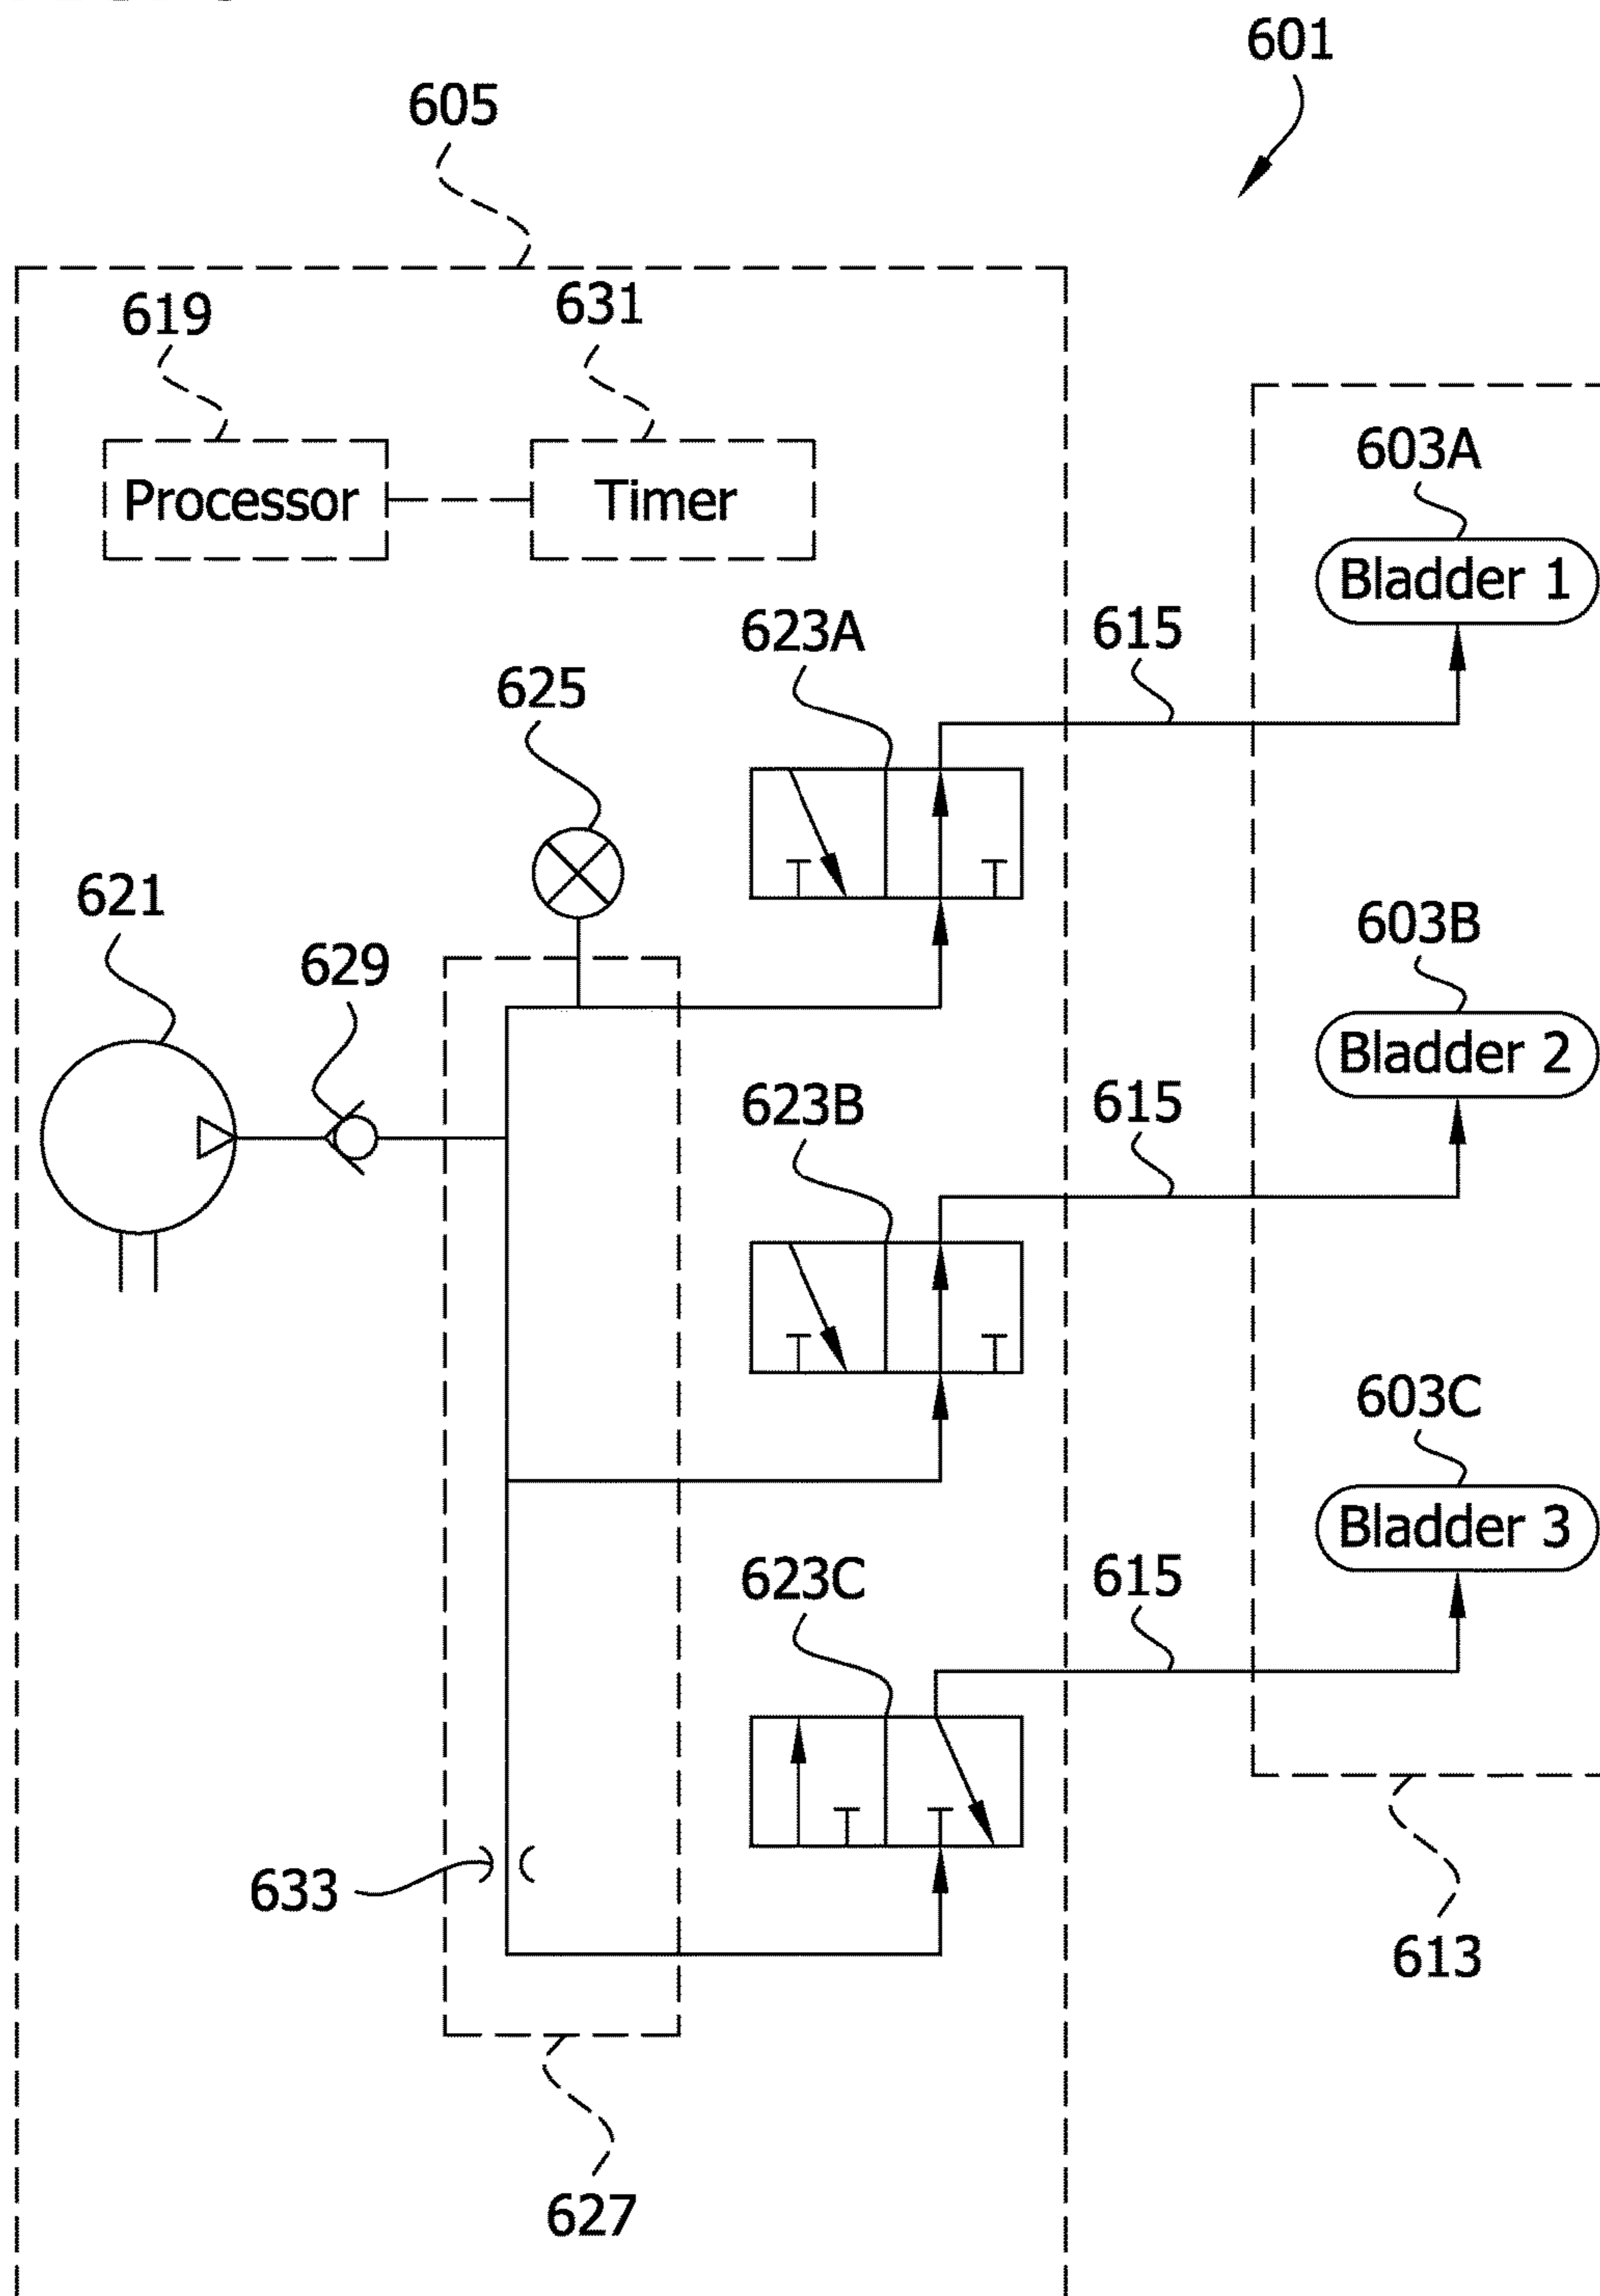 601
605
619
631
Processor
Timer
603A
Bladder 1
623A
615
625
621
629
603B
Bladder 2
623B
615
603C
Bladder 3
623C
615
633
613
627